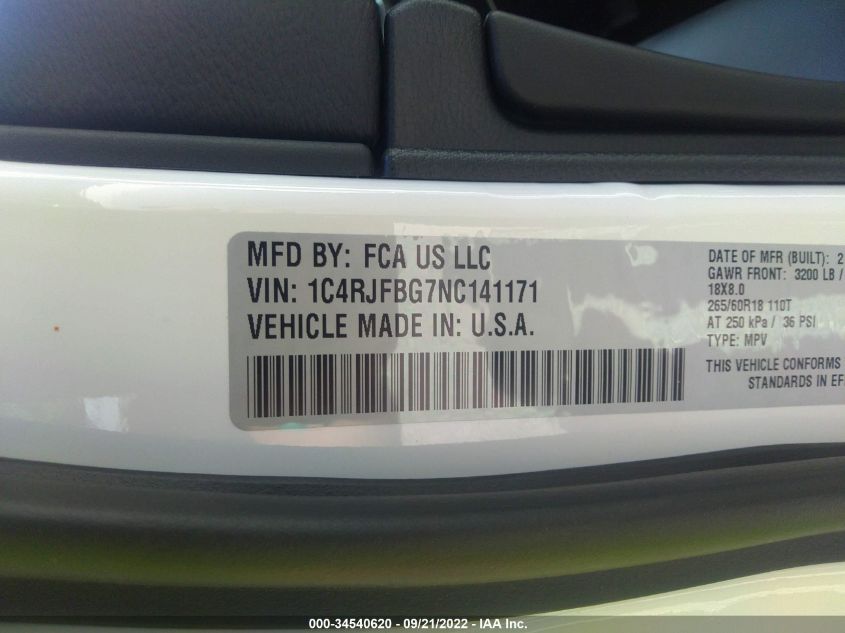 MFD BY: FCA US LLC
VIN: 1C4RJFBG7NC141171
VEHICLE MADE IN: U.S.A.
DATE OF MFR (BUILT): 2
GAWR FRONT: 3200 LB /
18X8.0
265/60R18 110T
AT 250 kPa / 36 PSI
TYPE: MPV
THIS VEHICLE CONFORMS
STANDARDS IN EF
000-34540620 - 09/21/2022 - IAA Inc.